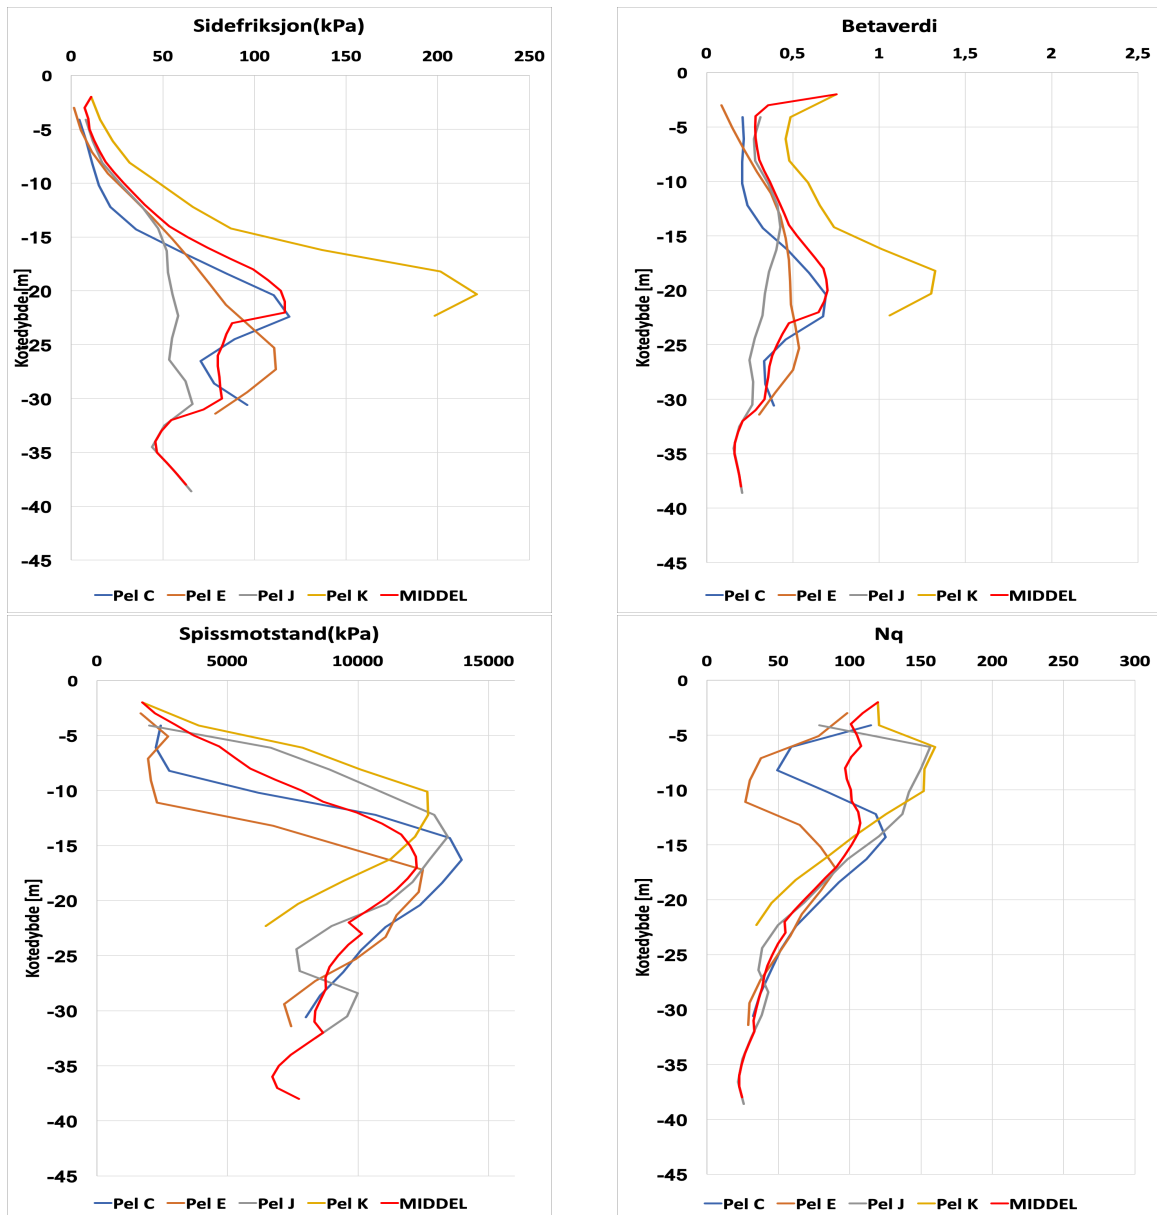 Sidefriksjon(kPa)
0 50 100 150 200 250
0
-5
-10
-15
-20
-25
-30
-35
-40
-45
Kotedybde [m]
Pel C Pel E Pel J Pel K MIDDEL
Betaverdi
0 0,5 1 1,5 2 2,5
0
-5
-10
-15
-20
-25
-30
-35
-40
-45
Kotedybde [m]
Pel C Pel E Pel J Pel K MIDDEL
Spissmotstand(kPa)
0 5000 10000 15000
0
-5
-10
-15
-20
-25
-30
-35
-40
-45
Kotedybde [m]
Pel C Pel E Pel J Pel K MIDDEL
Nq
0 50 100 150 200 250 300
0
-5
-10
-15
-20
-25
-30
-35
-40
-45
Kotedybde [m]
Pel C Pel E Pel J Pel K MIDDEL